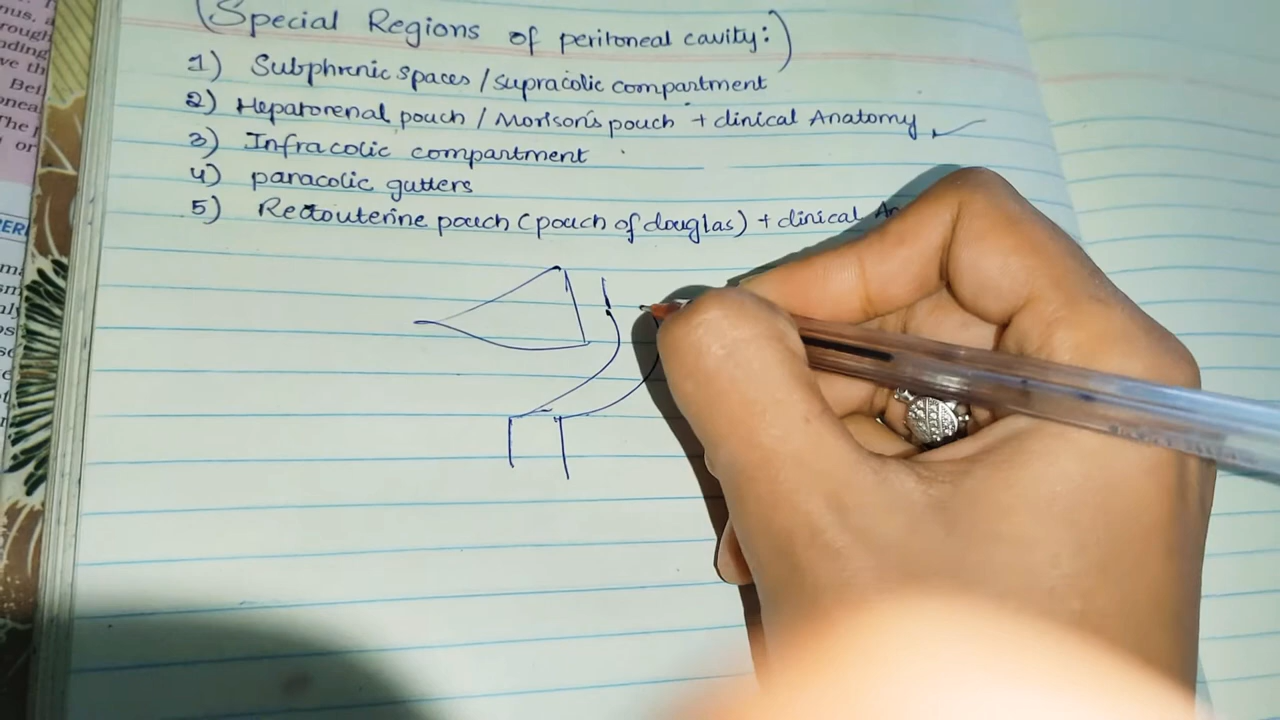 (Special Regions of peritoneal cavity:)
1) Subphrenic spaces / supracolic compartment
2) Hepatorenal pouch / Morison's pouch + clinical Anatomy
3) Infracolic compartment
4) paracolic gutters
5) Rectouterine pouch (pouch of douglas) + clinical An